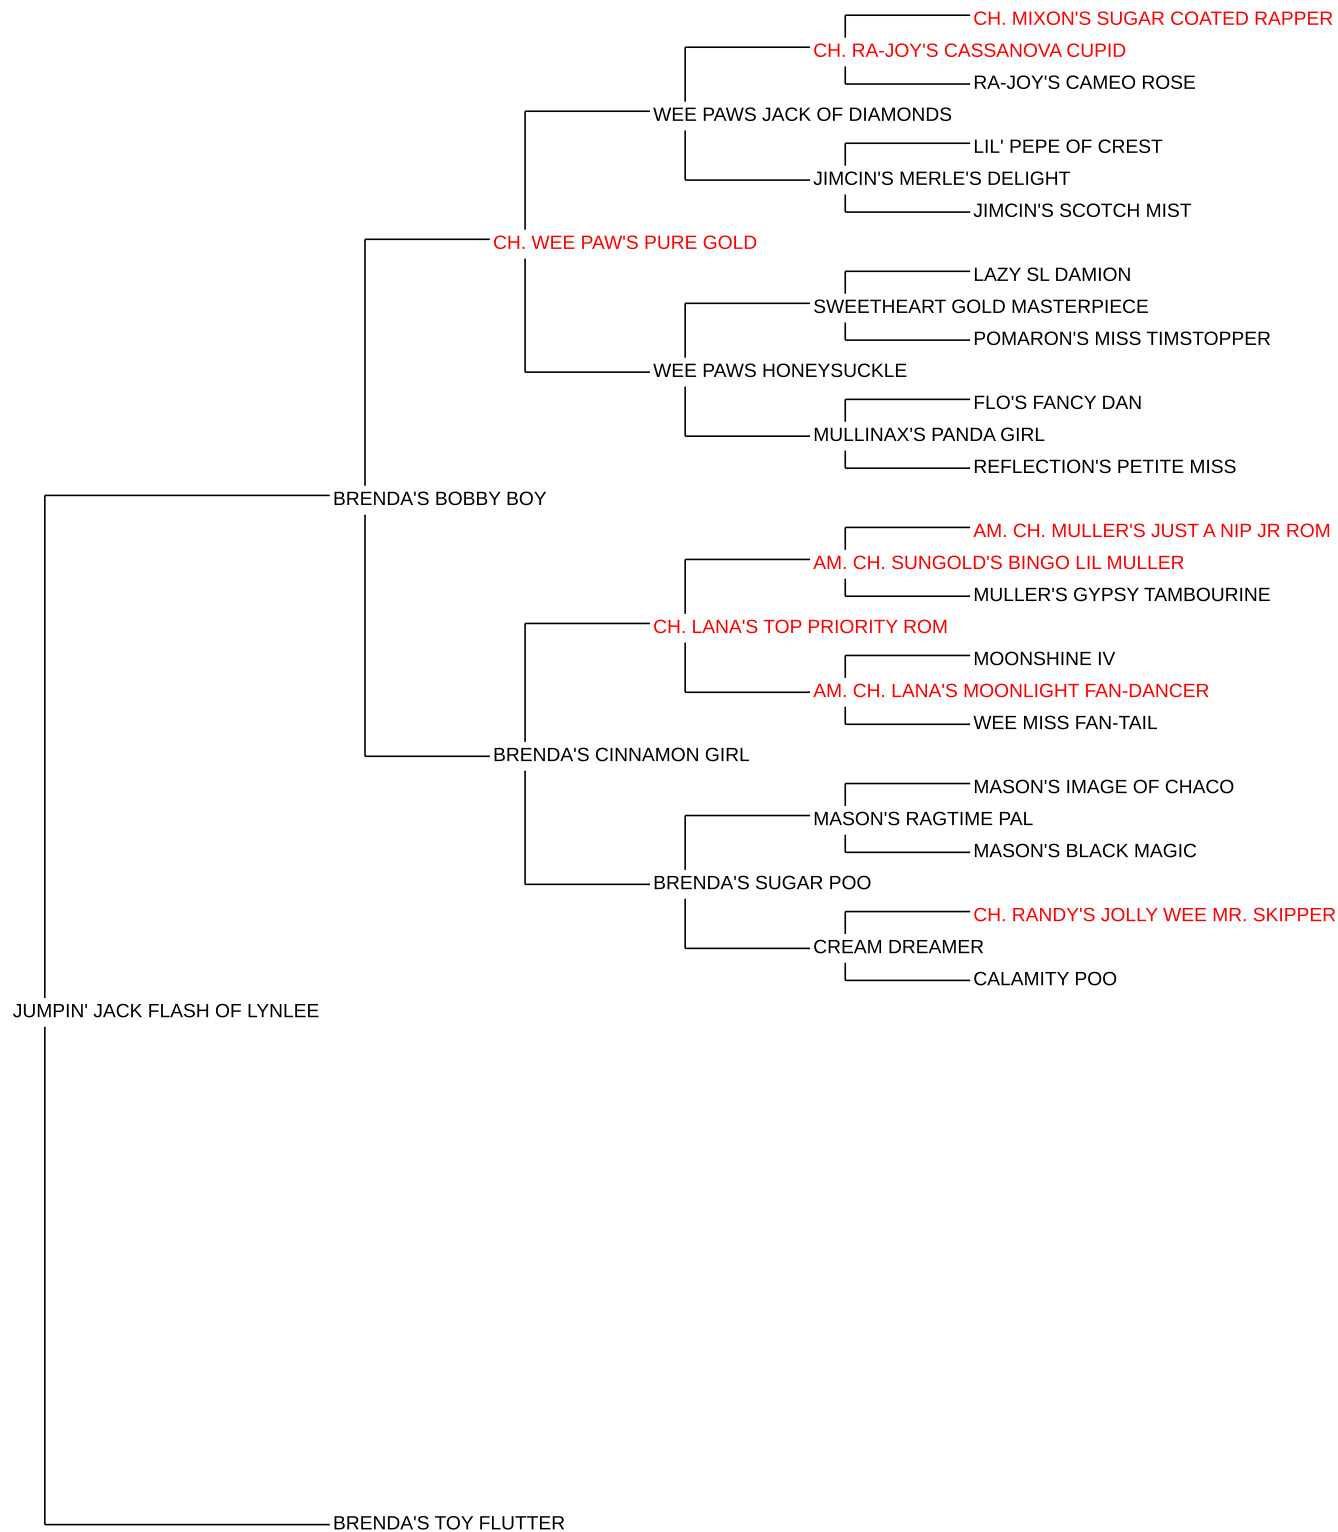 CH. MIXON'S SUGAR COATED RAPPER
CH. RA-JOY'S CASSANOVA CUPID
RA-JOY'S CAMEO ROSE
WEE PAWS JACK OF DIAMONDS
LIL' PEPE OF CREST
JIMCIN'S MERLE'S DELIGHT
JIMCIN'S SCOTCH MIST
CH. WEE PAW'S PURE GOLD
LAZY SL DAMION
SWEETHEART GOLD MASTERPIECE
POMARON'S MISS TIMSTOPPER
WEE PAWS HONEYSUCKLE
FLO'S FANCY DAN
MULLINAX'S PANDA GIRL
REFLECTION'S PETITE MISS
BRENDA'S BOBBY BOY
AM. CH. MULLER'S JUST A NIP JR ROM
AM. CH. SUNGOLD'S BINGO LIL MULLER
MULLER'S GYPSY TAMBOURINE
CH. LANA'S TOP PRIORITY ROM
MOONSHINE IV
AM. CH. LANA'S MOONLIGHT FAN-DANCER
WEE MISS FAN-TAIL
BRENDA'S CINNAMON GIRL
MASON'S IMAGE OF CHACO
MASON'S RAGTIME PAL
MASON'S BLACK MAGIC
BRENDA'S SUGAR POO
CH. RANDY'S JOLLY WEE MR. SKIPPER
CREAM DREAMER
CALAMITY POO
JUMPIN' JACK FLASH OF LYNLEE
BRENDA'S TOY FLUTTER